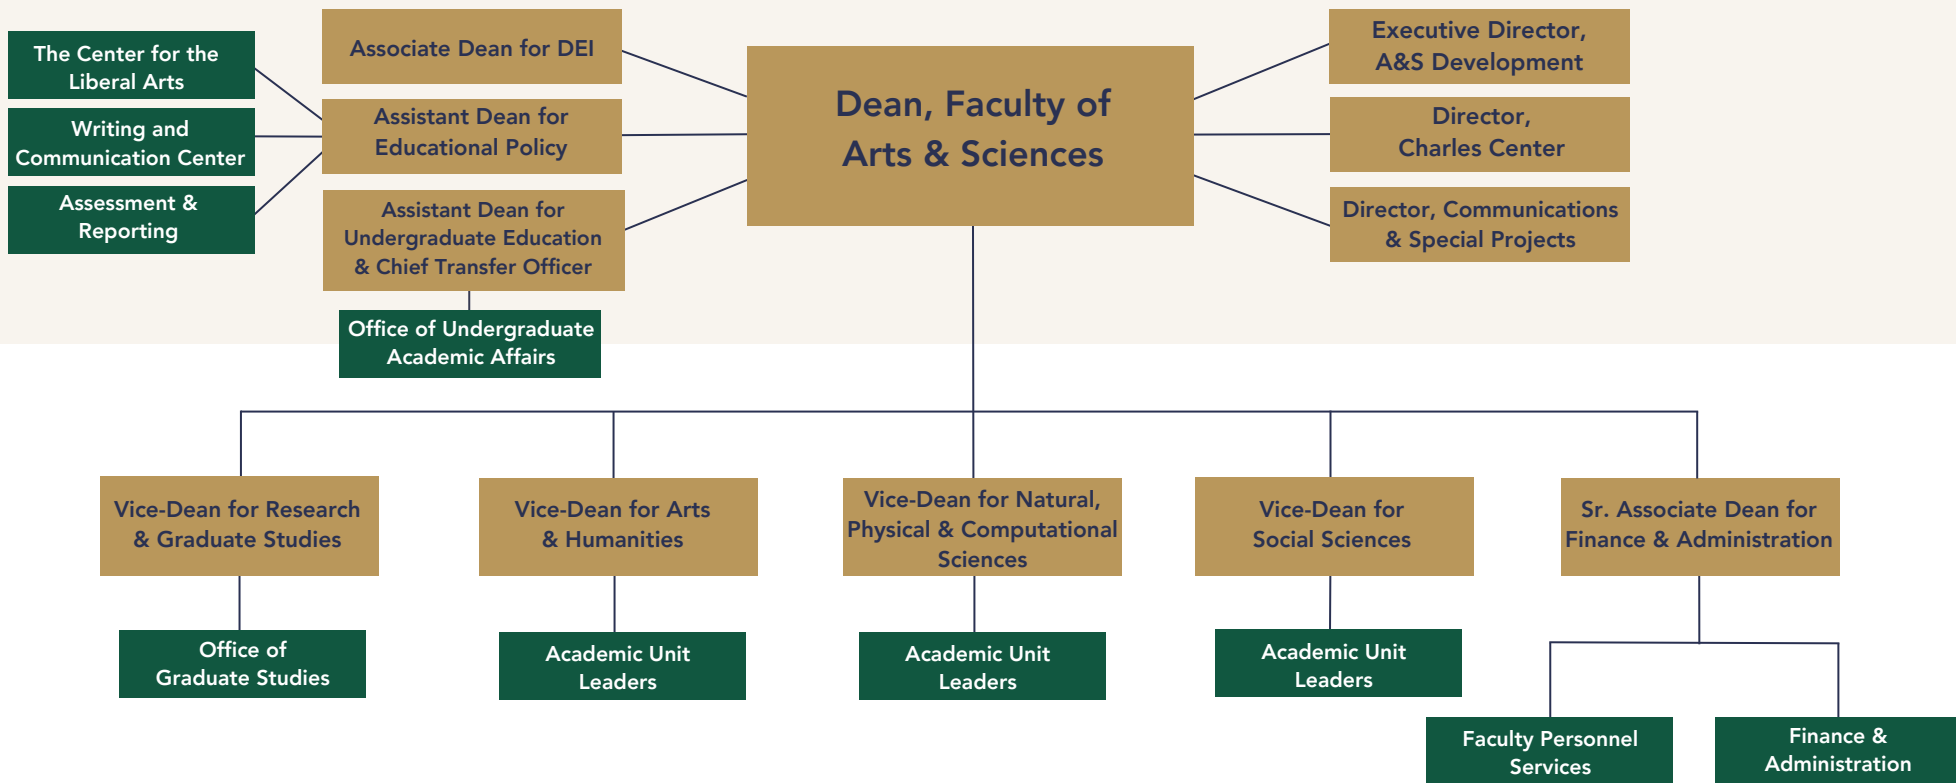 The Center for the
Liberal Arts
Writing and
Communication Center
Assessment &
Reporting
Associate Dean for DEI
Assistant Dean for
Educational Policy
Assistant Dean for
Undergraduate Education
& Chief Transfer Officer
Office of Undergraduate
Academic Affairs
Dean, Faculty of
Arts & Sciences
Executive Director,
A&S Development
Director,
Charles Center
Director, Communications
& Special Projects
Vice-Dean for Research
& Graduate Studies
Office of
Graduate Studies
Vice-Dean for Arts
& Humanities
Academic Unit
Leaders
Vice-Dean for Natural,
Physical & Computational
Sciences
Academic Unit
Leaders
Vice-Dean for
Social Sciences
Academic Unit
Leaders
Sr. Associate Dean for
Finance & Administration
Faculty Personnel
Services
Finance &
Administration